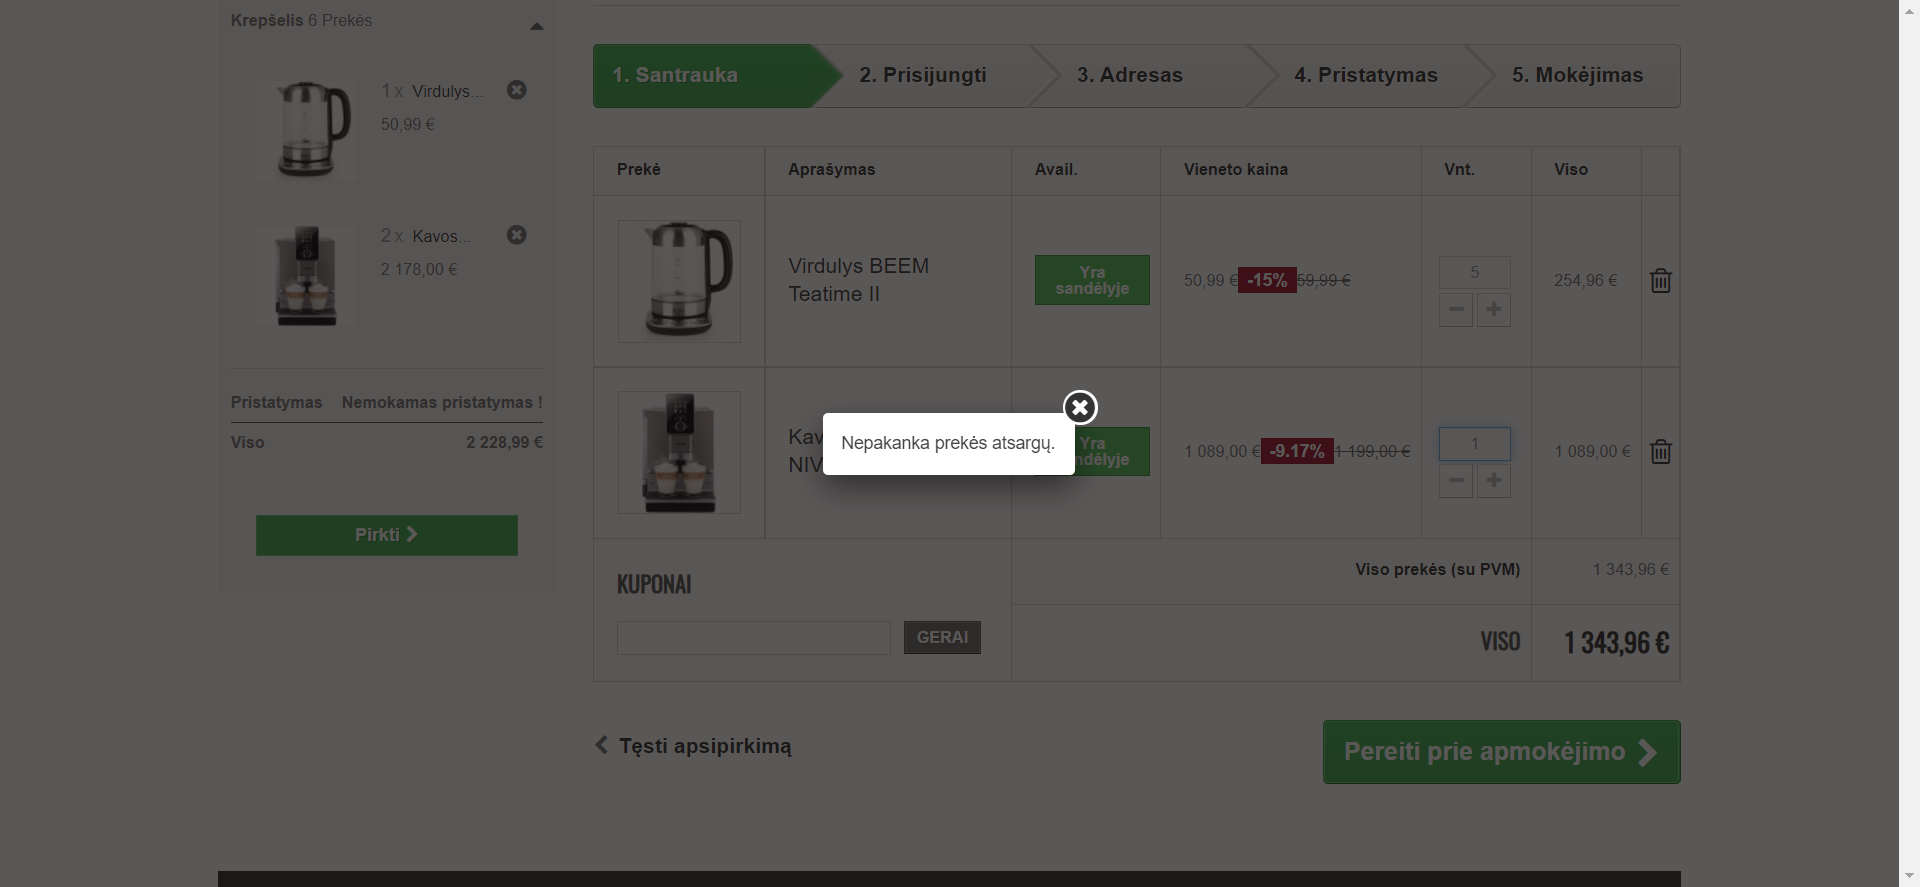 Krepšelis 6 Prekės
1 x Virdulys...
50,99 €
2 x Kavos...
2 178,00 €
Pristatymas Nemokamas pristatymas !
Viso 2 228,99 €
Pirkti
1. Santrauka
2. Prisijungti
3. Adresas
4. Pristatymas
5. Mokėjimas
Prekė Aprašymas Avail. Vieneto kaina Vnt. Viso
Virdulys BEEM
Teatime II
Yra
sandėlyje
50,99 € -15% 59,99 €
5
254,96 €
Kav
NIV
Yra
ndėlyje
1 089,00 € -9.17% 1 199,00 €
1
1 089,00 €
Nepakanka prekės atsargų.
KUPONAI
GERAI
Viso prekės (su PVM) 1 343,96 €
VISO 1 343,96 €
Tęsti apsipirkimą
Pereiti prie apmokėjimo